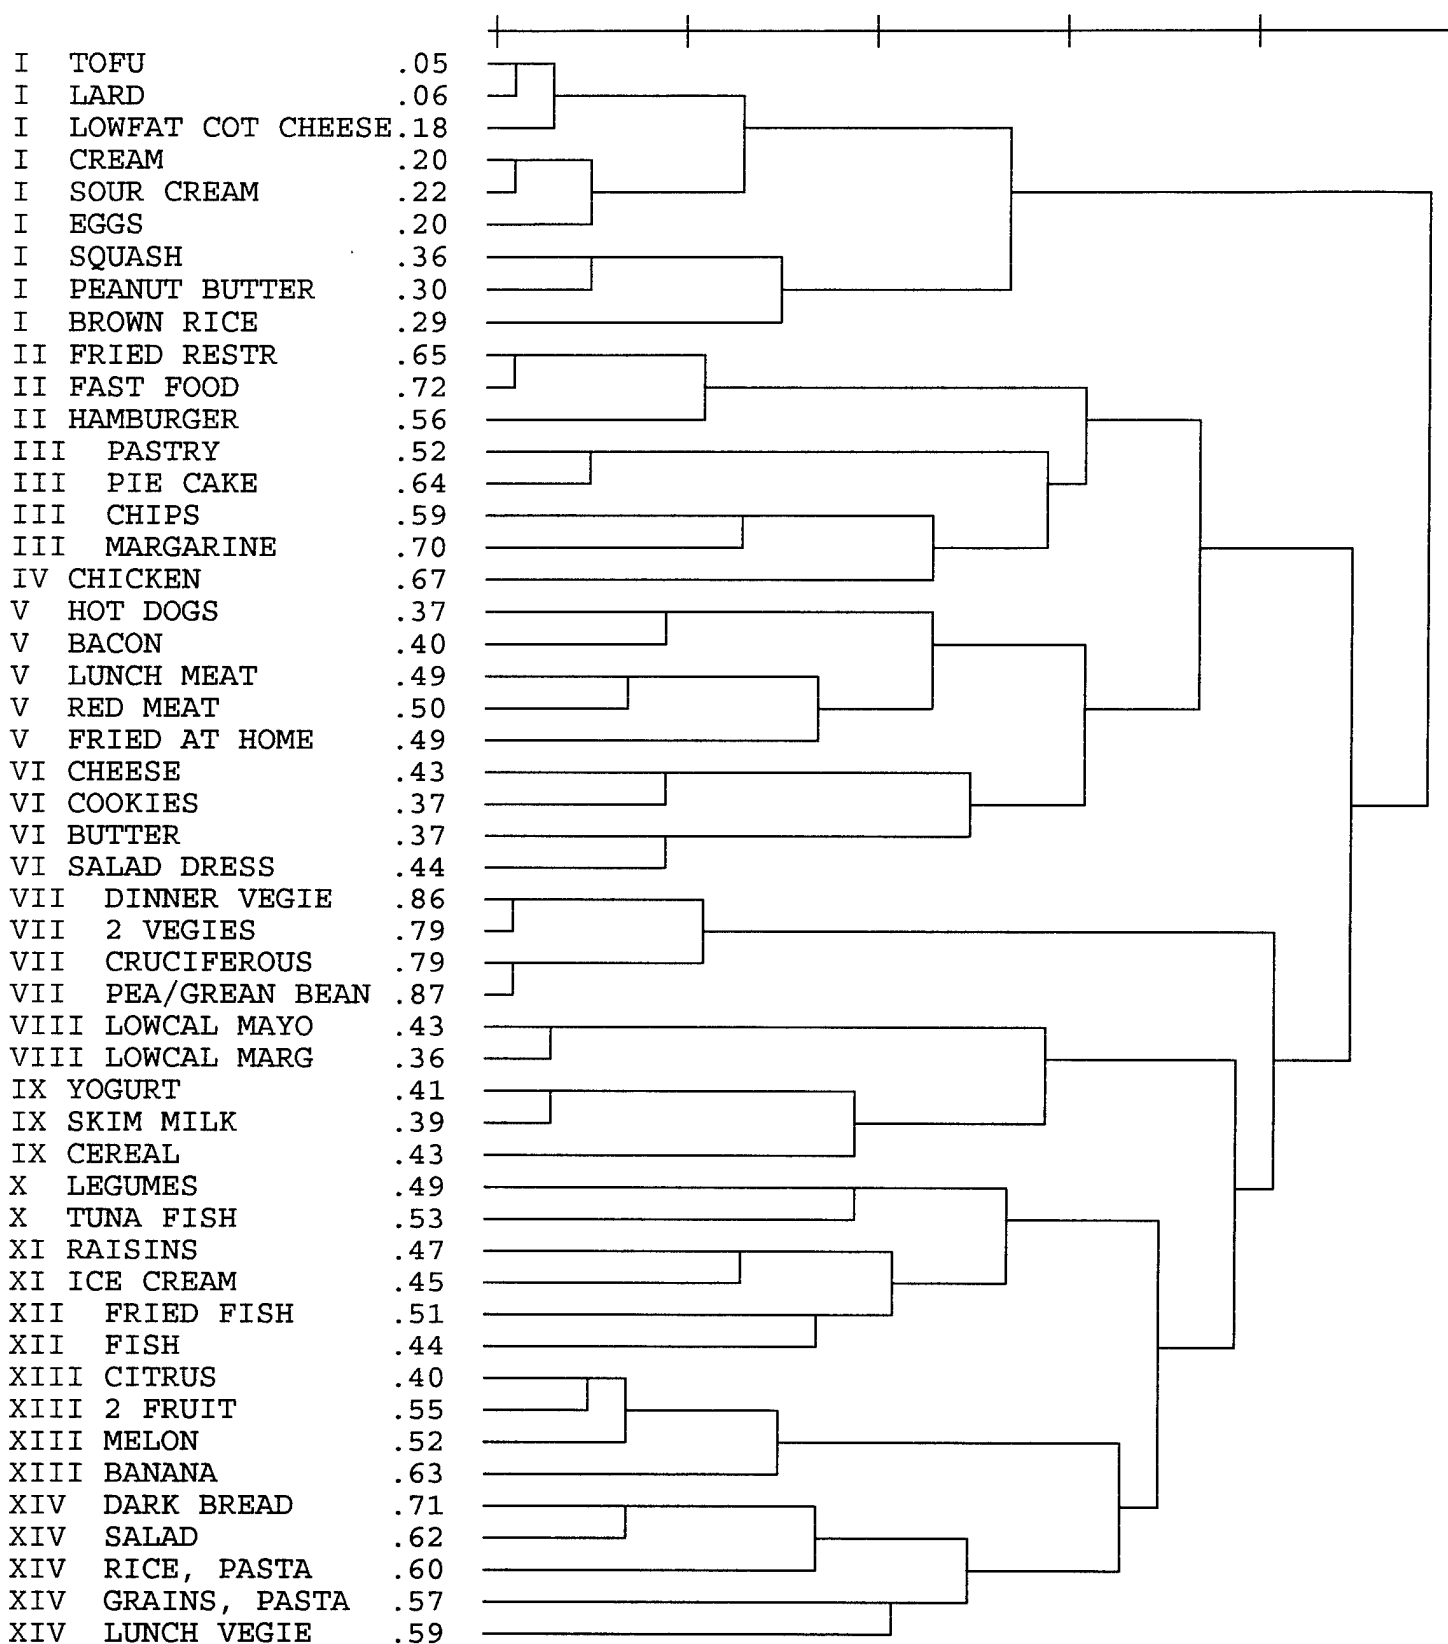 I TOFU .05
I LARD .06
I LOWFAT COT CHEESE.18
I CREAM .20
I SOUR CREAM .22
I EGGS .20
I SQUASH .36
I PEANUT BUTTER .30
I BROWN RICE .29
II FRIED RESTR .65
II FAST FOOD .72
II HAMBURGER .56
III PASTRY .52
III PIE CAKE .64
III CHIPS .59
III MARGARINE .70
IV CHICKEN .67
V HOT DOGS .37
V BACON .40
V LUNCH MEAT .49
V RED MEAT .50
V FRIED AT HOME .49
VI CHEESE .43
VI COOKIES .37
VI BUTTER .37
VI SALAD DRESS .44
VII DINNER VEGIE .86
VII 2 VEGIES .79
VII CRUCIFEROUS .79
VII PEA/GREAN BEAN .87
VIII LOWCAL MAYO .43
VIII LOWCAL MARG .36
IX YOGURT .41
IX SKIM MILK .39
IX CEREAL .43
X LEGUMES .49
X TUNA FISH .53
XI RAISINS .47
XI ICE CREAM .45
XII FRIED FISH .51
XII FISH .44
XIII CITRUS .40
XIII 2 FRUIT .55
XIII MELON .52
XIII BANANA .63
XIV DARK BREAD .71
XIV SALAD .62
XIV RICE, PASTA .60
XIV GRAINS, PASTA .57
XIV LUNCH VEGIE .59